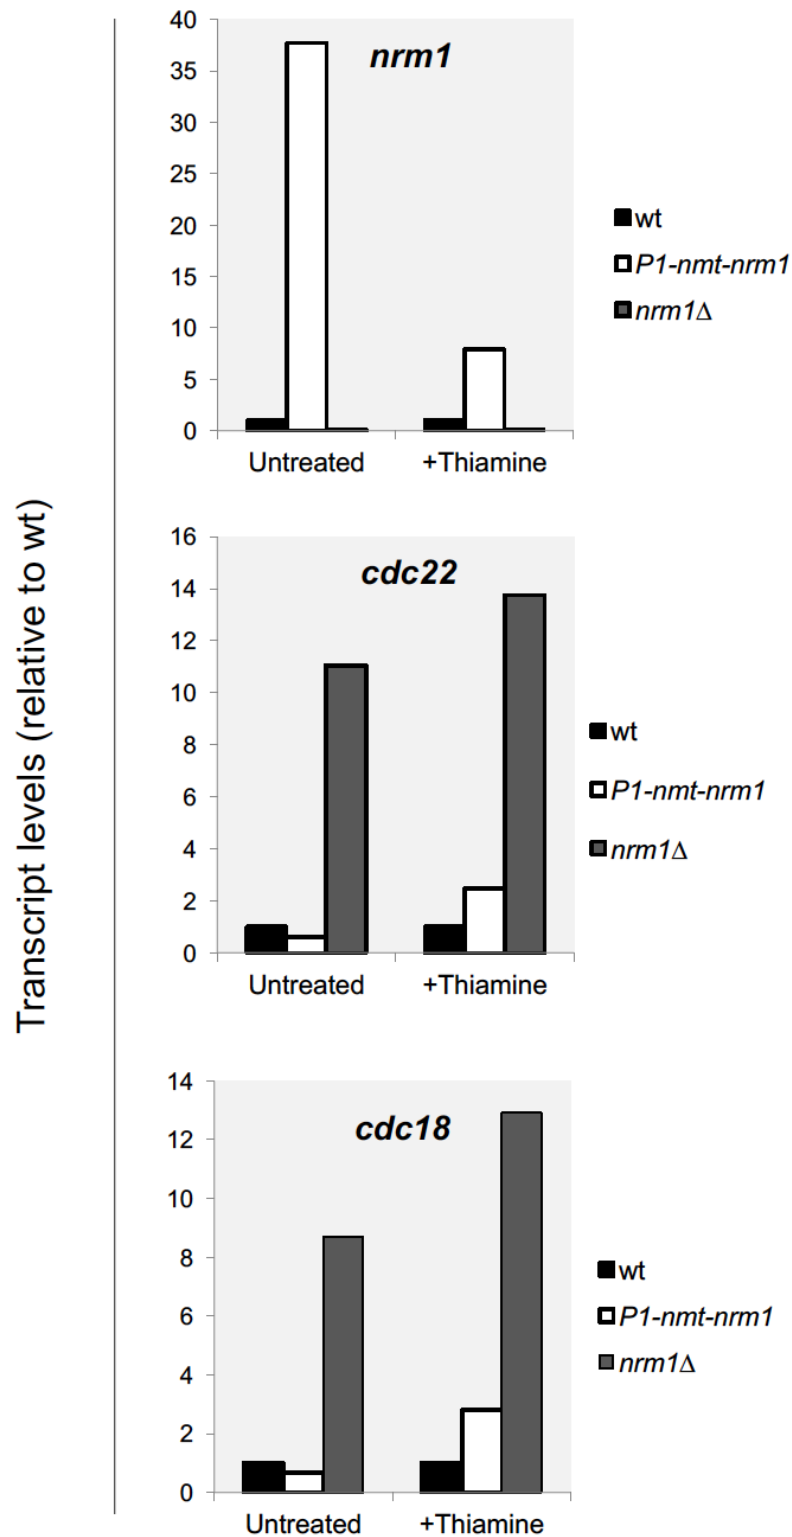 Transcript levels (relative to wt)
nrm1
40
35
30
25
20
15
10
5
0
Untreated +Thiamine
wt
P1-nmt-nrm1
nrm1Δ
cdc22
16
14
12
10
8
6
4
2
0
Untreated +Thiamine
wt
P1-nmt-nrm1
nrm1Δ
cdc18
14
12
10
8
6
4
2
0
Untreated +Thiamine
wt
P1-nmt-nrm1
nrm1Δ